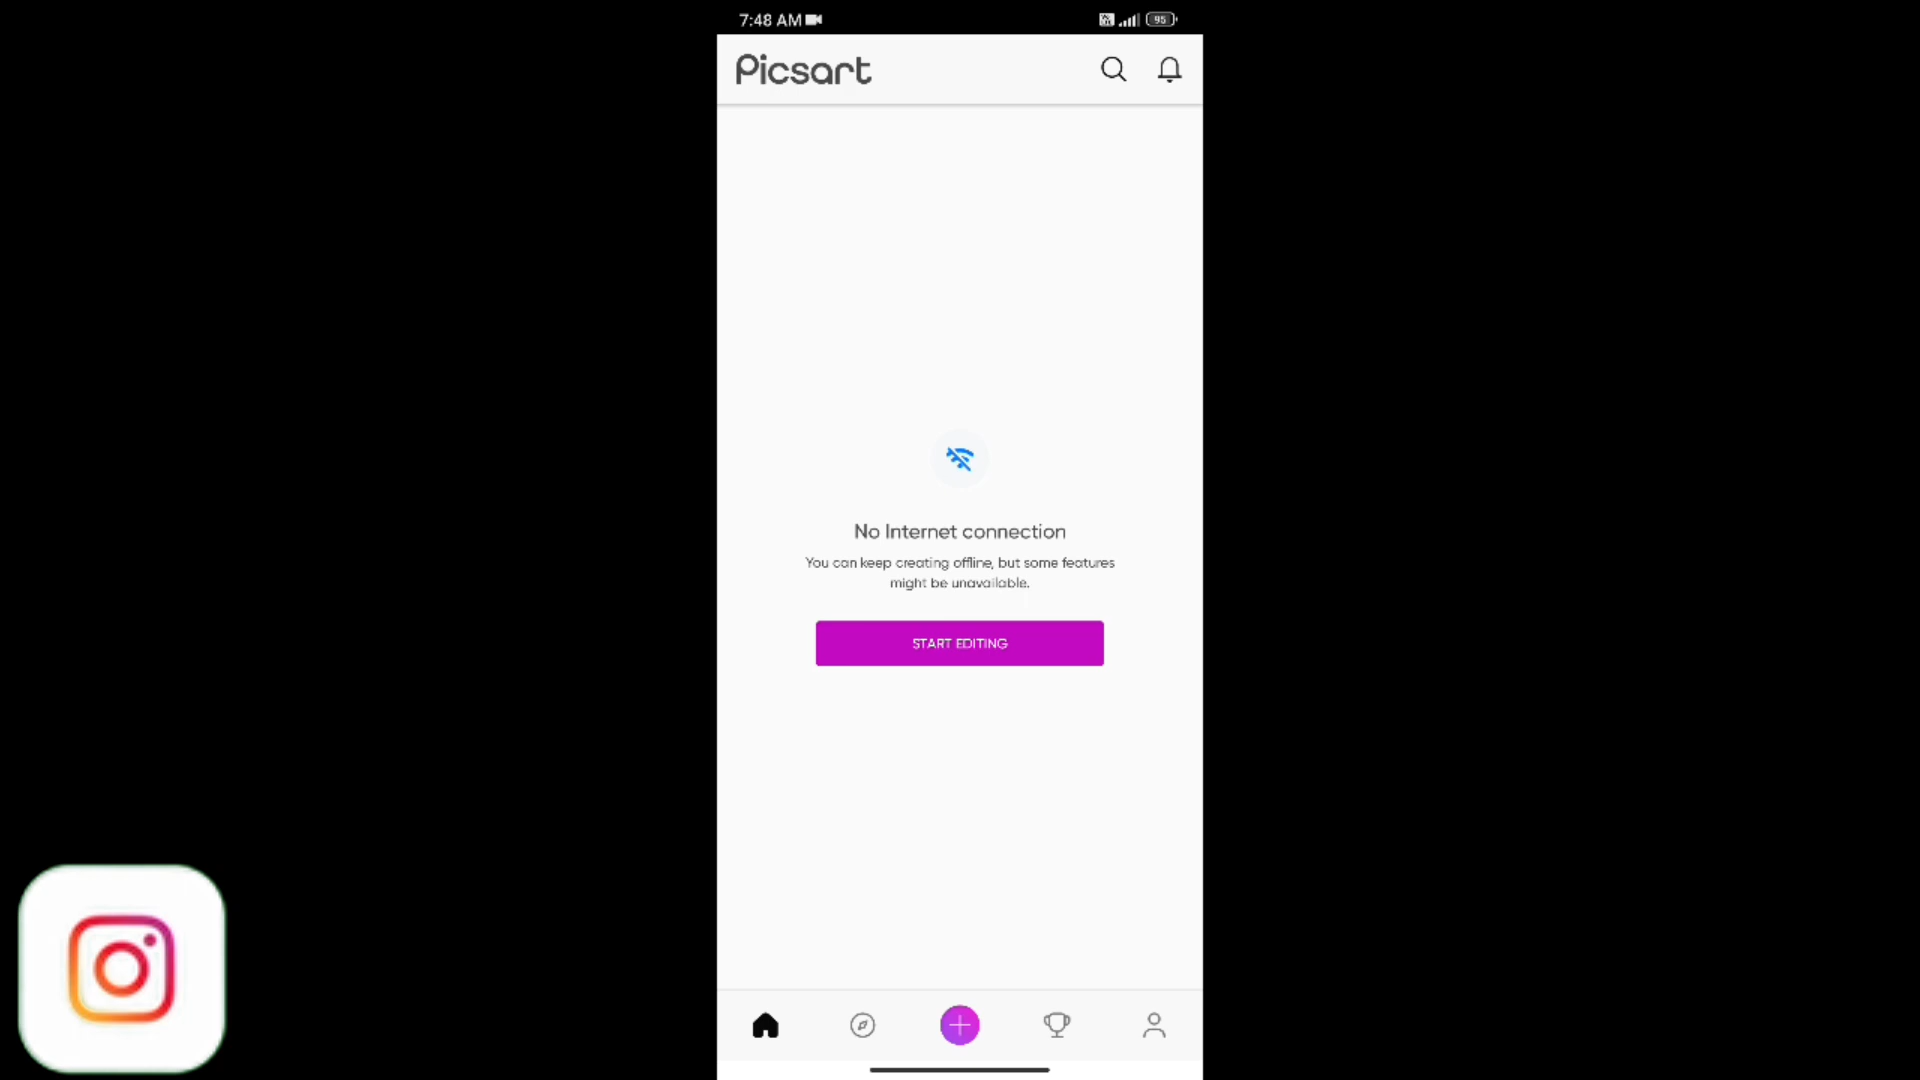 7:48 AM
95
Picsart
No Internet connection
You can keep creating offline, but some features
might be unavailable.
START EDITING